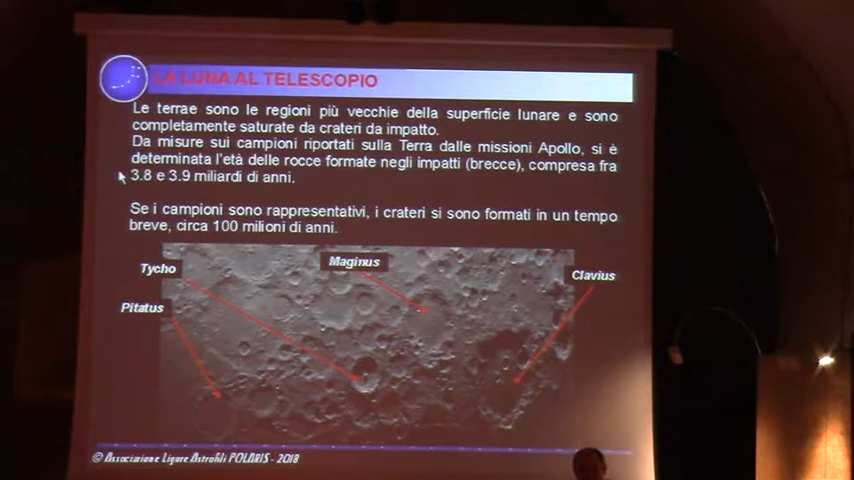 LA LUNA AL TELESCOPIO
Le terrae sono le regioni più vecchie della superficie lunare e sono
completamente saturate da crateri da impatto.
Da misure sui campioni riportati sulla Terra dalle missioni Apollo, si è
determinata l'età delle rocce formate negli impatti (brecce), compresa fra
3.8 e 3.9 miliardi di anni.
Se i campioni sono rappresentativi, i crateri si sono formati in un tempo
breve, circa 100 milioni di anni.
Maginus
Tycho
Clavius
Pitatus
© Associazione Ligure Astrofili POLARIS - 2018